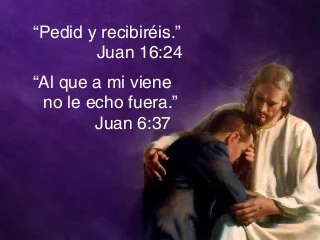 “Pedid y recibiréis.”
Juan 16:24
“Al que a mi viene
no le echo fuera.”
Juan 6:37